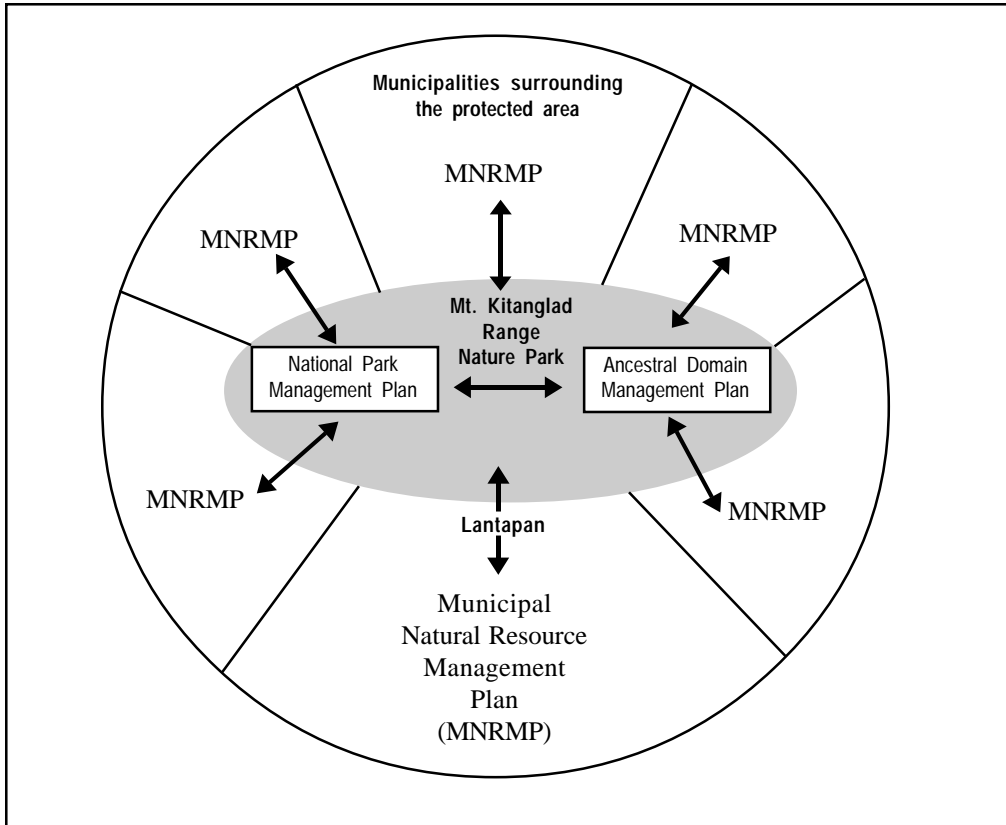 Municipalities surrounding
the protected area
MNRMP
MNRMP
MNRMP
Mt. Kitanglad
Range
Nature Park
National Park
Management Plan
Ancestral Domain
Management Plan
MNRMP
MNRMP
Lantapan
Municipal
Natural Resource
Management
Plan
(MNRMP)